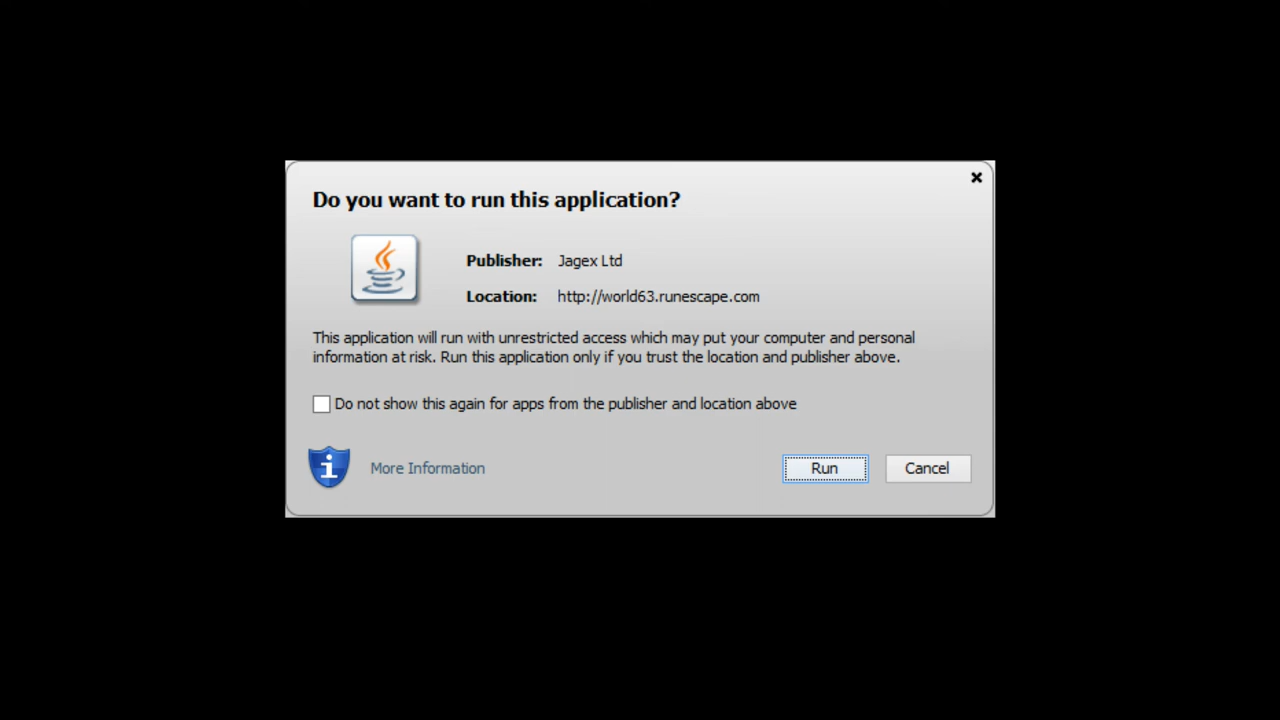 Do you want to run this application?
Publisher: Jagex Ltd
Location: http://world63.runescape.com
This application will run with unrestricted access which may put your computer and personal
information at risk. Run this application only if you trust the location and publisher above.
Do not show this again for apps from the publisher and location above
More Information
Run
Cancel